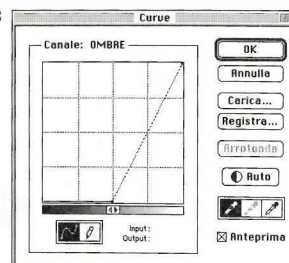 Curve
Canale: OMBRE
OK
Annulla
Carica...
Registra...
Arrotonda
Auto
Input:
Output:
Anteprima